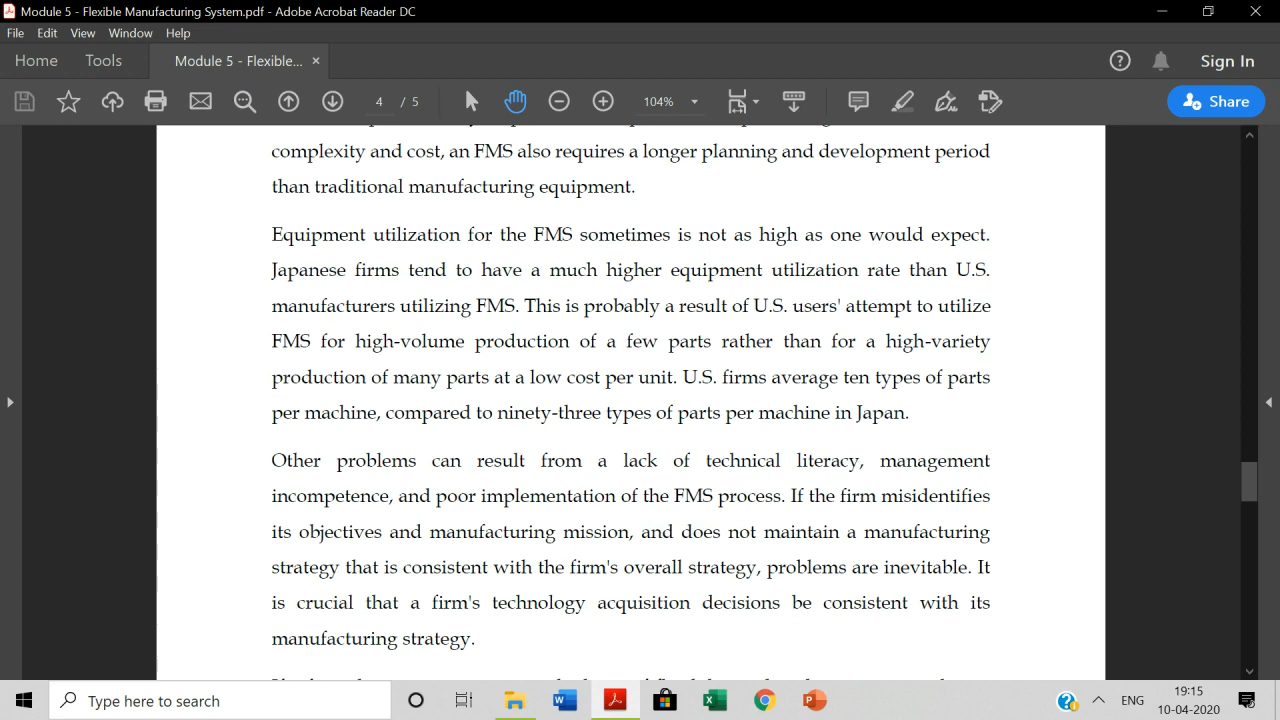 Module 5 - Flexible Manufacturing System.pdf - Adobe Acrobat Reader DC
File Edit View Window Help
Home Tools Module 5 - Flexible... × Sign In
4 / 5 104% Share
complexity and cost, an FMS also requires a longer planning and development period
than traditional manufacturing equipment.
Equipment utilization for the FMS sometimes is not as high as one would expect.
Japanese firms tend to have a much higher equipment utilization rate than U.S.
manufacturers utilizing FMS. This is probably a result of U.S. users' attempt to utilize
FMS for high-volume production of a few parts rather than for a high-variety
production of many parts at a low cost per unit. U.S. firms average ten types of parts
per machine, compared to ninety-three types of parts per machine in Japan.
Other problems can result from a lack of technical literacy, management
incompetence, and poor implementation of the FMS process. If the firm misidentifies
its objectives and manufacturing mission, and does not maintain a manufacturing
strategy that is consistent with the firm's overall strategy, problems are inevitable. It
is crucial that a firm's technology acquisition decisions be consistent with its
manufacturing strategy.
Type here to search
ENG
19:15
10-04-2020